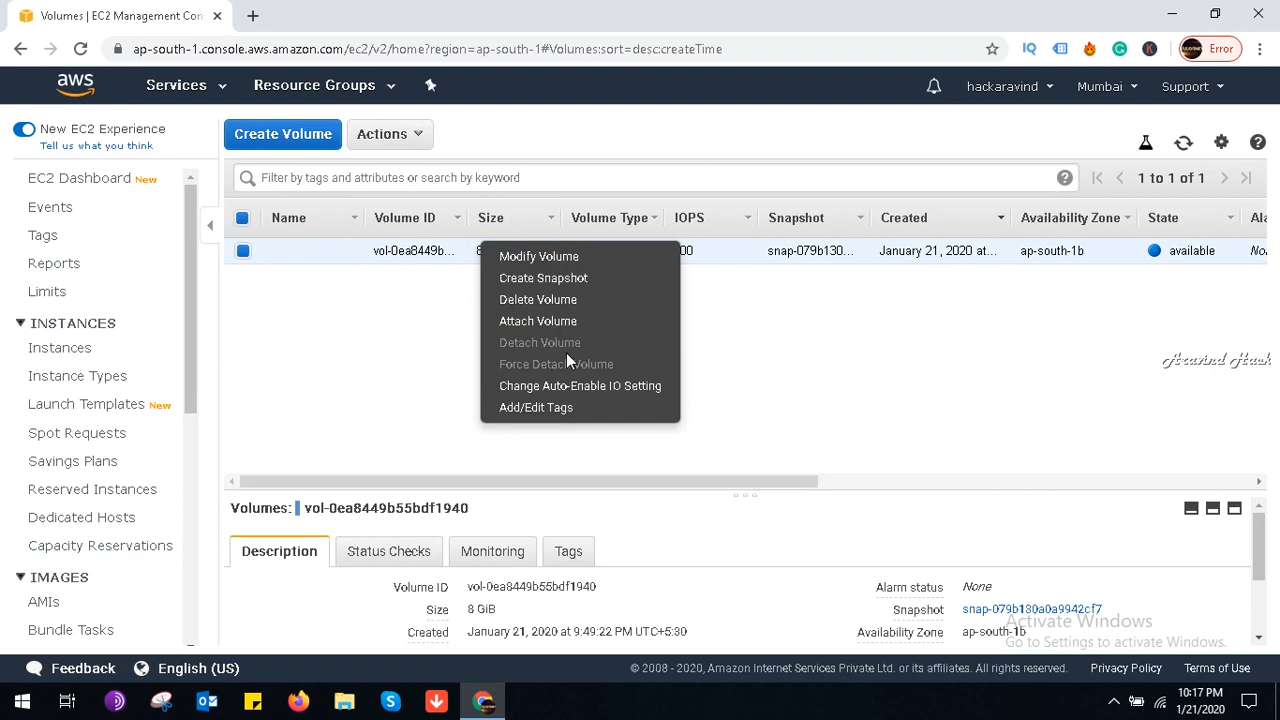 Volumes | EC2 Management Con
ap-south-1.console.aws.amazon.com/ec2/v2/home?region=ap-south-1#Volumes:sort=desc:createTime
Error
aws
Services
Resource Groups
hackaravind
Mumbai
Support
New EC2 Experience
Tell us what you think
Create Volume
Actions
EC2 Dashboard New
Filter by tags and attributes or search by keyword
1 to 1 of 1
Events
Name
Volume ID
Size
Volume Type
IOPS
Snapshot
Created
Availability Zone
State
Ala
Tags
vol-0ea8449b...
8
00
snap-079b130...
January 21, 2020 at...
ap-south-1b
available
No
Reports
Limits
INSTANCES
Instances
Instance Types
Launch Templates New
Spot Requests
Savings Plans
Reserved Instances
Dedicated Hosts
Capacity Reservations
IMAGES
AMIs
Bundle Tasks
Modify Volume
Create Snapshot
Delete Volume
Attach Volume
Detach Volume
Force Detach Volume
Change Auto-Enable IO Setting
Add/Edit Tags
Aravind Hack
Volumes: vol-0ea8449b55bdf1940
Description
Status Checks
Monitoring
Tags
Volume ID vol-0ea8449b55bdf1940
Alarm status None
Size 8 GiB
Snapshot snap-079b130a0a9942cf7
Created January 21, 2020 at 9:49:22 PM UTC+5:30
Availability Zone ap-south-1b
Activate Windows
Go to Settings to activate Windows.
Feedback
English (US)
© 2008 - 2020, Amazon Internet Services Private Ltd. or its affiliates. All rights reserved.
Privacy Policy
Terms of Use
10:17 PM
1/21/2020